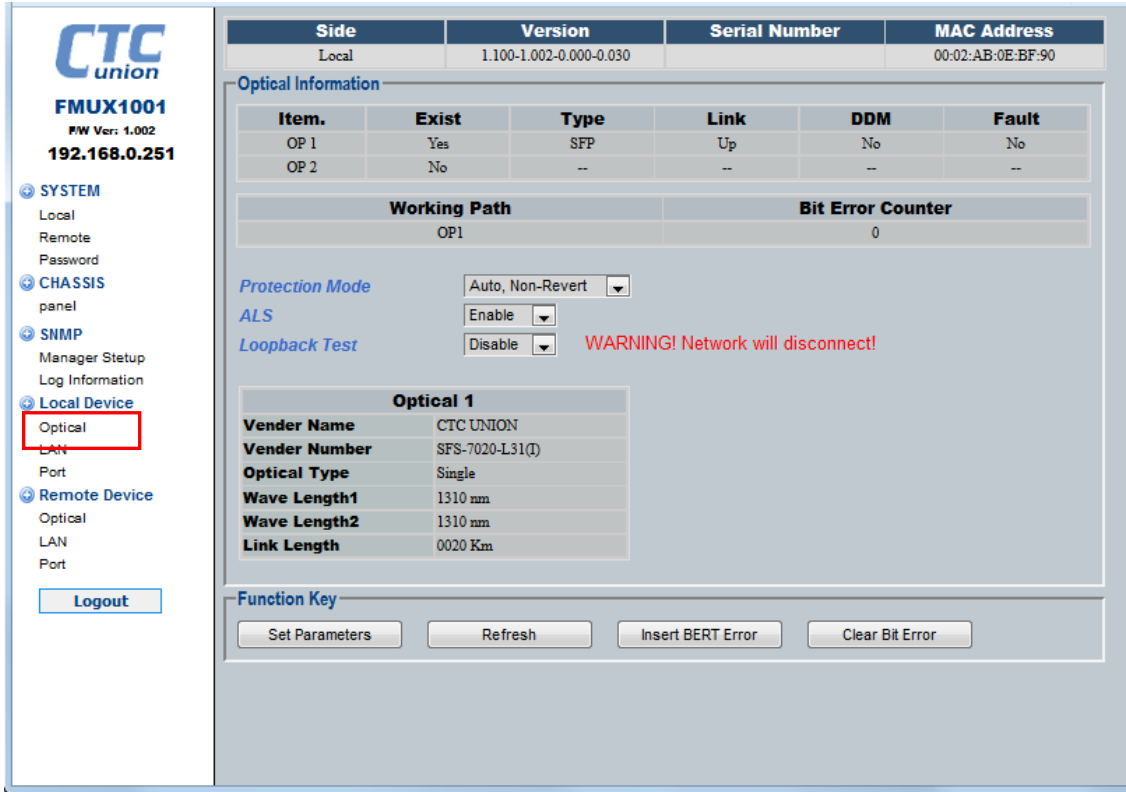 CTC
union
FMUX1001
F/W Ver: 1.002
192.168.0.251
SYSTEM
Local
Remote
Password
CHASSIS
panel
SNMP
Manager Stetup
Log Information
Local Device
Optical
LAN
Port
Remote Device
Optical
LAN
Port
Logout
Side Version Serial Number MAC Address
Local 1.100-1.002-0.000-0.030 00:02:AB:0E:BF:90
Optical Information
Item. Exist Type Link DDM Fault
OP 1 Yes SFP Up No No
OP 2 No -- -- -- --
Working Path Bit Error Counter
OP1 0
Protection Mode Auto, Non-Revert
ALS Enable
Loopback Test Disable WARNING! Network will disconnect!
Optical 1
Vender Name CTC UNION
Vender Number SFS-7020-L31(I)
Optical Type Single
Wave Length1 1310 nm
Wave Length2 1310 nm
Link Length 0020 Km
Function Key
Set Parameters Refresh Insert BERT Error Clear Bit Error